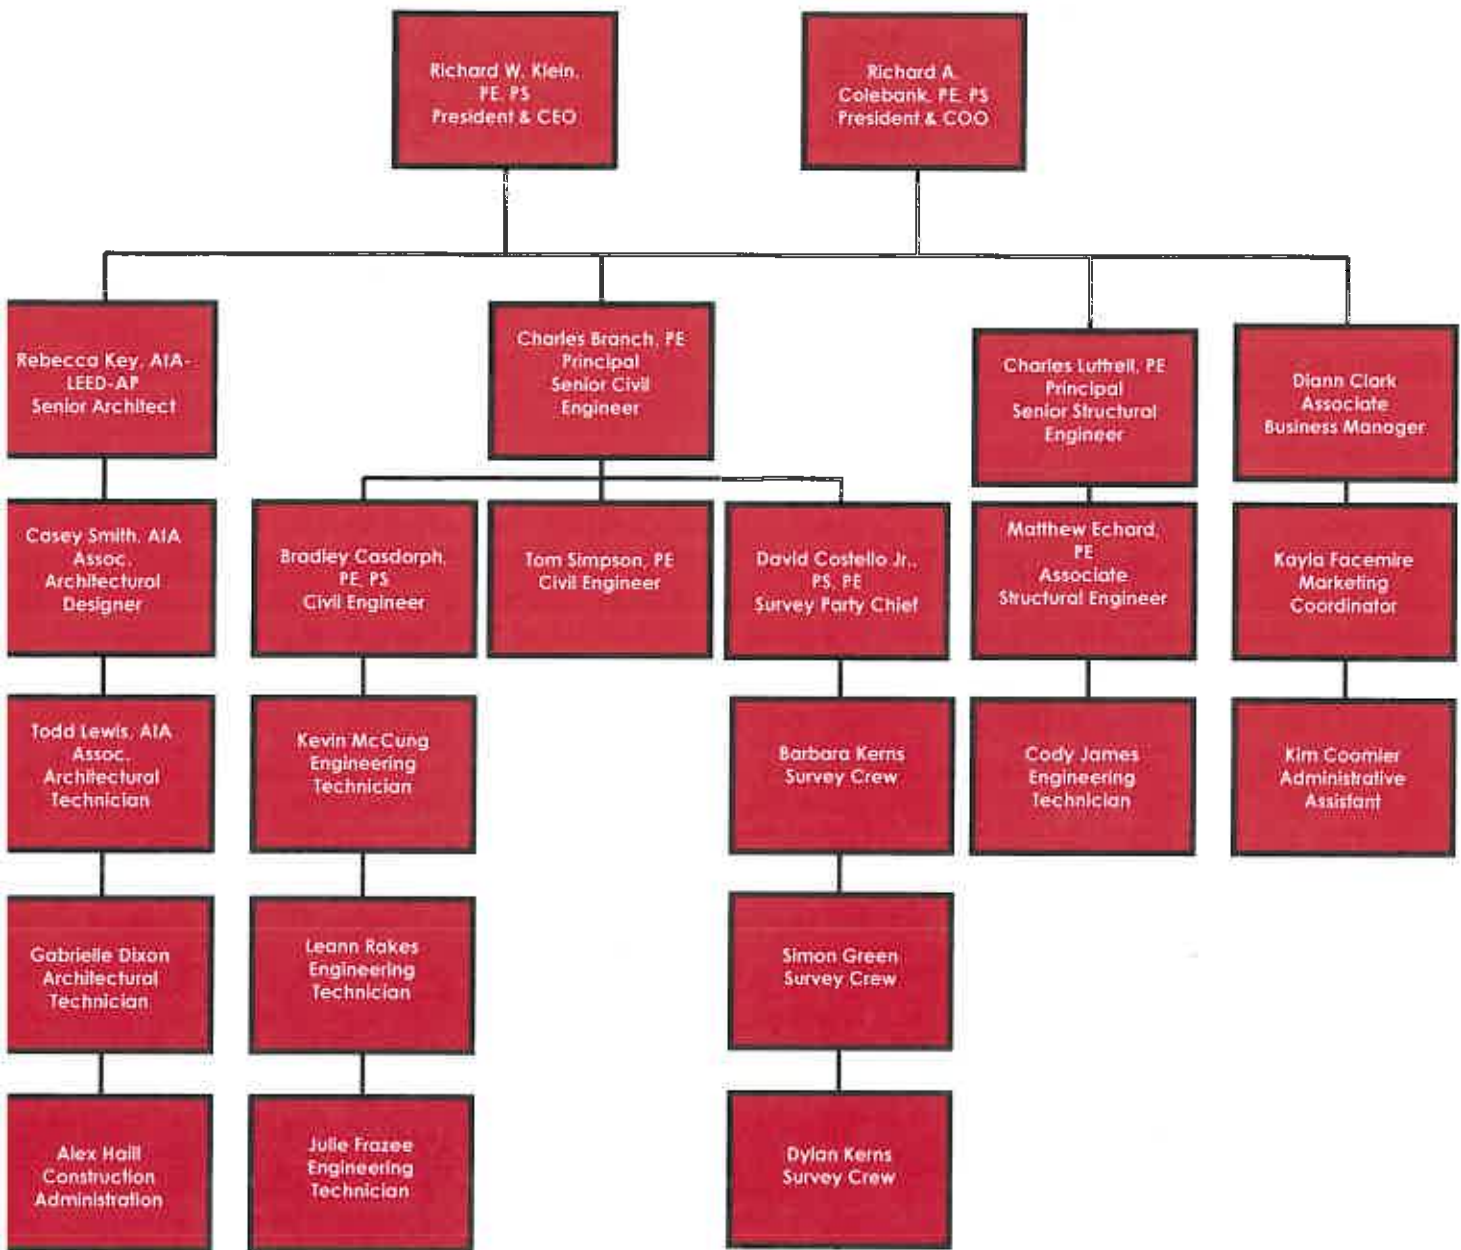 Richard W. Klein,
PE, PS
President & CEO
Richard A.
Colebank, PE, PS
President & COO
Rebecca Key, AIA-
LEED-AP
Senior Architect
Charles Branch, PE
Principal
Senior Civil
Engineer
Charles Luttrell, PE
Principal
Senior Structural
Engineer
Diann Clark
Associate
Business Manager
Casey Smith, AIA
Assoc.
Architectural
Designer
Bradley Casdorph,
PE, PS
Civil Engineer
Tom Simpson, PE
Civil Engineer
David Costello Jr.,
PS, PE
Survey Party Chief
Matthew Echard,
PE
Associate
Structural Engineer
Kayla Facemire
Marketing
Coordinator
Todd Lewis, AIA
Assoc.
Architectural
Technician
Kevin McCung
Engineering
Technician
Barbara Kerns
Survey Crew
Cody James
Engineering
Technician
Kim Coomler
Administrative
Assistant
Gabrielle Dixon
Architectural
Technician
Leann Rakes
Engineering
Technician
Simon Green
Survey Crew
Alex Haill
Construction
Administration
Julie Frazee
Engineering
Technician
Dylan Kerns
Survey Crew